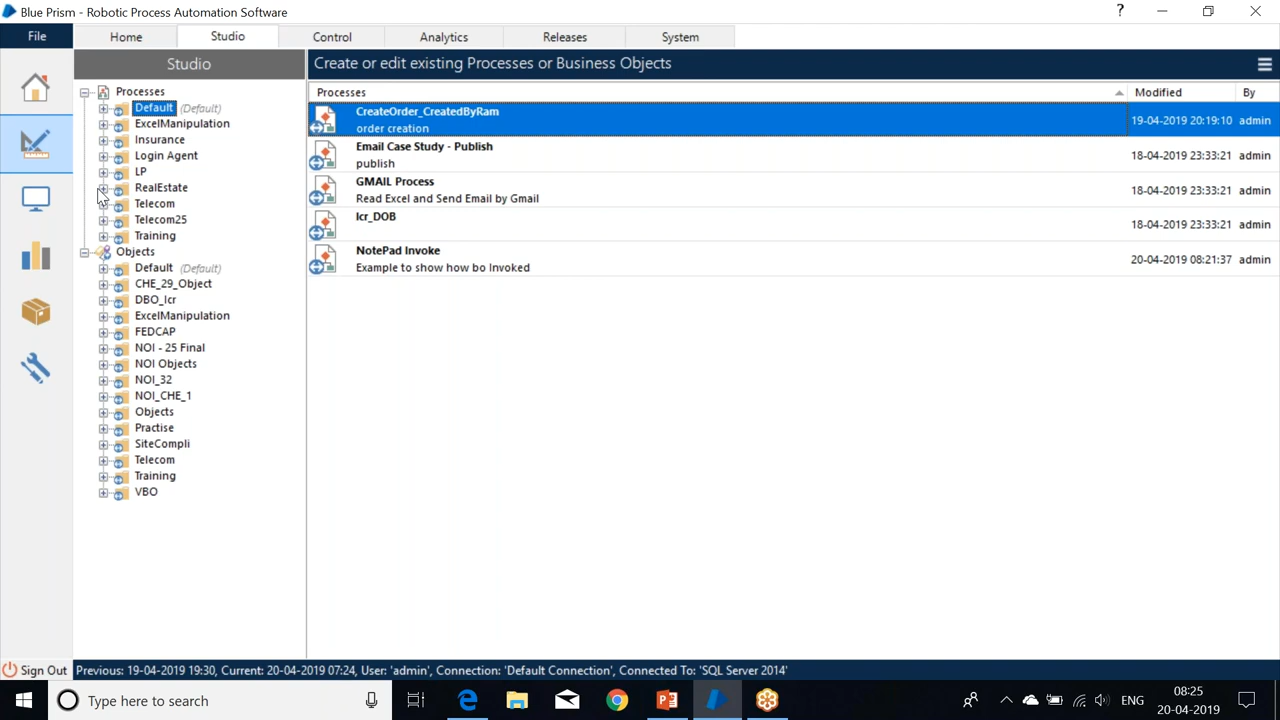 Blue Prism - Robotic Process Automation Software
?
File
Home
Studio
Control
Analytics
Releases
System
Studio
Create or edit existing Processes or Business Objects
Processes
Default (Default)
ExcelManipulation
Insurance
Login Agent
LP
RealEstate
Telecom
Telecom25
Training
Objects
Default (Default)
CHE_29_Object
DBO_Icr
ExcelManipulation
FEDCAP
NOI - 25 Final
NOI Objects
NOI_32
NOI_CHE_1
Objects
Practise
SiteCompli
Telecom
Training
VBO
Processes Modified By
CreateOrder_CreatedByRam
order creation
19-04-2019 20:19:10 admin
Email Case Study - Publish
publish
18-04-2019 23:33:21 admin
GMAIL Process
Read Excel and Send Email by Gmail
18-04-2019 23:33:21 admin
Icr_DOB
18-04-2019 23:33:21 admin
NotePad Invoke
Example to show how bo Invoked
20-04-2019 08:21:37 admin
Sign Out
Previous: 19-04-2019 19:30, Current: 20-04-2019 07:24, User: 'admin', Connection: 'Default Connection', Connected To: 'SQL Server 2014'
Type here to search
ENG
08:25
20-04-2019